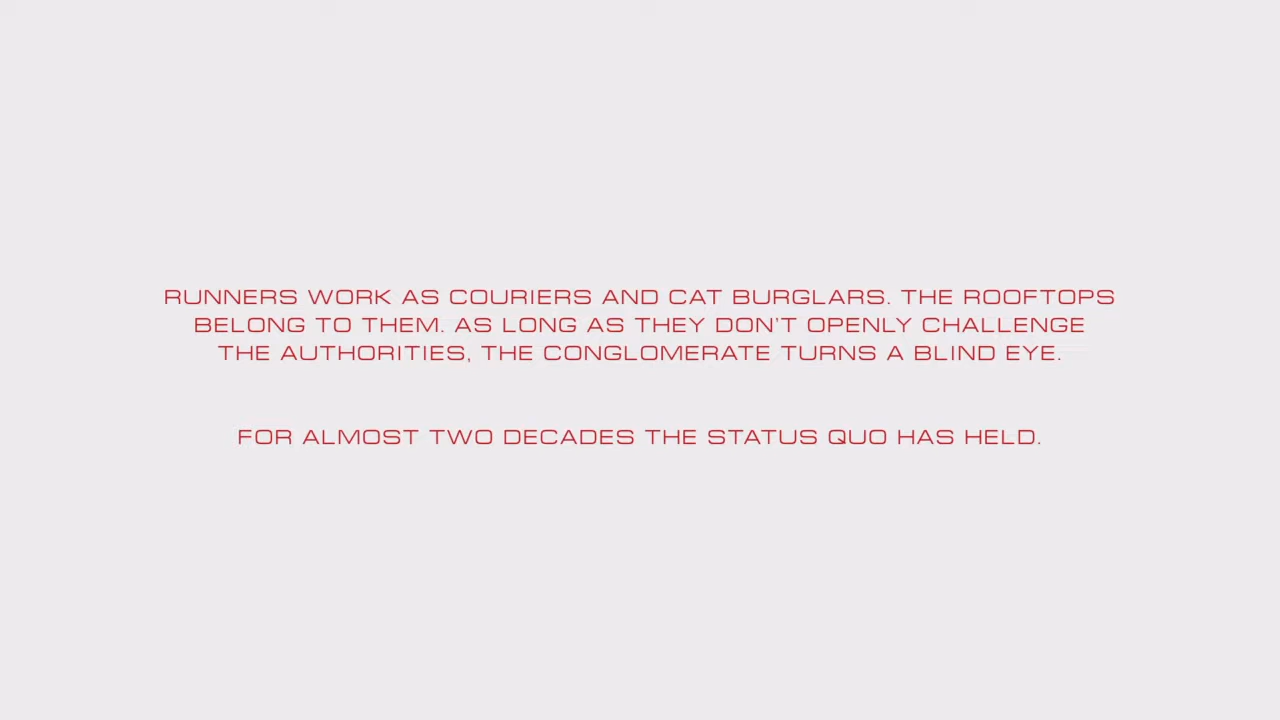 RUNNERS WORK AS COURIERS AND CAT BURGLARS. THE ROOFTOPS
BELONG TO THEM. AS LONG AS THEY DON'T OPENLY CHALLENGE
THE AUTHORITIES, THE CONGLOMERATE TURNS A BLIND EYE.
FOR ALMOST TWO DECADES THE STATUS QUO HAS HELD.